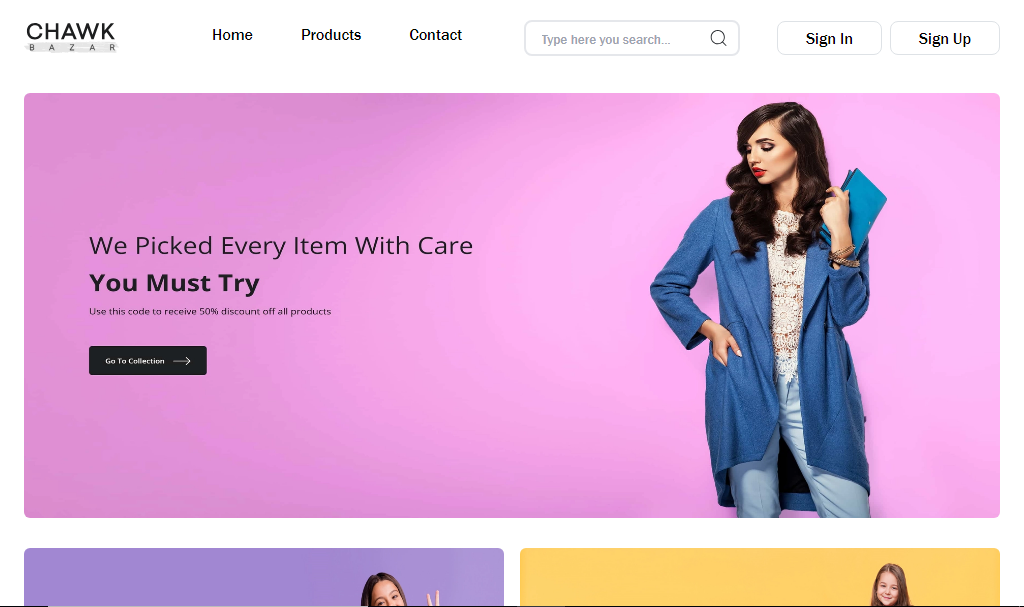 CHAWK
BAZAR
Home
Products
Contact
Type here you search...
Sign In
Sign Up
We Picked Every Item With Care
You Must Try
Use this code to receive 50% discount off all products
Go To Collection